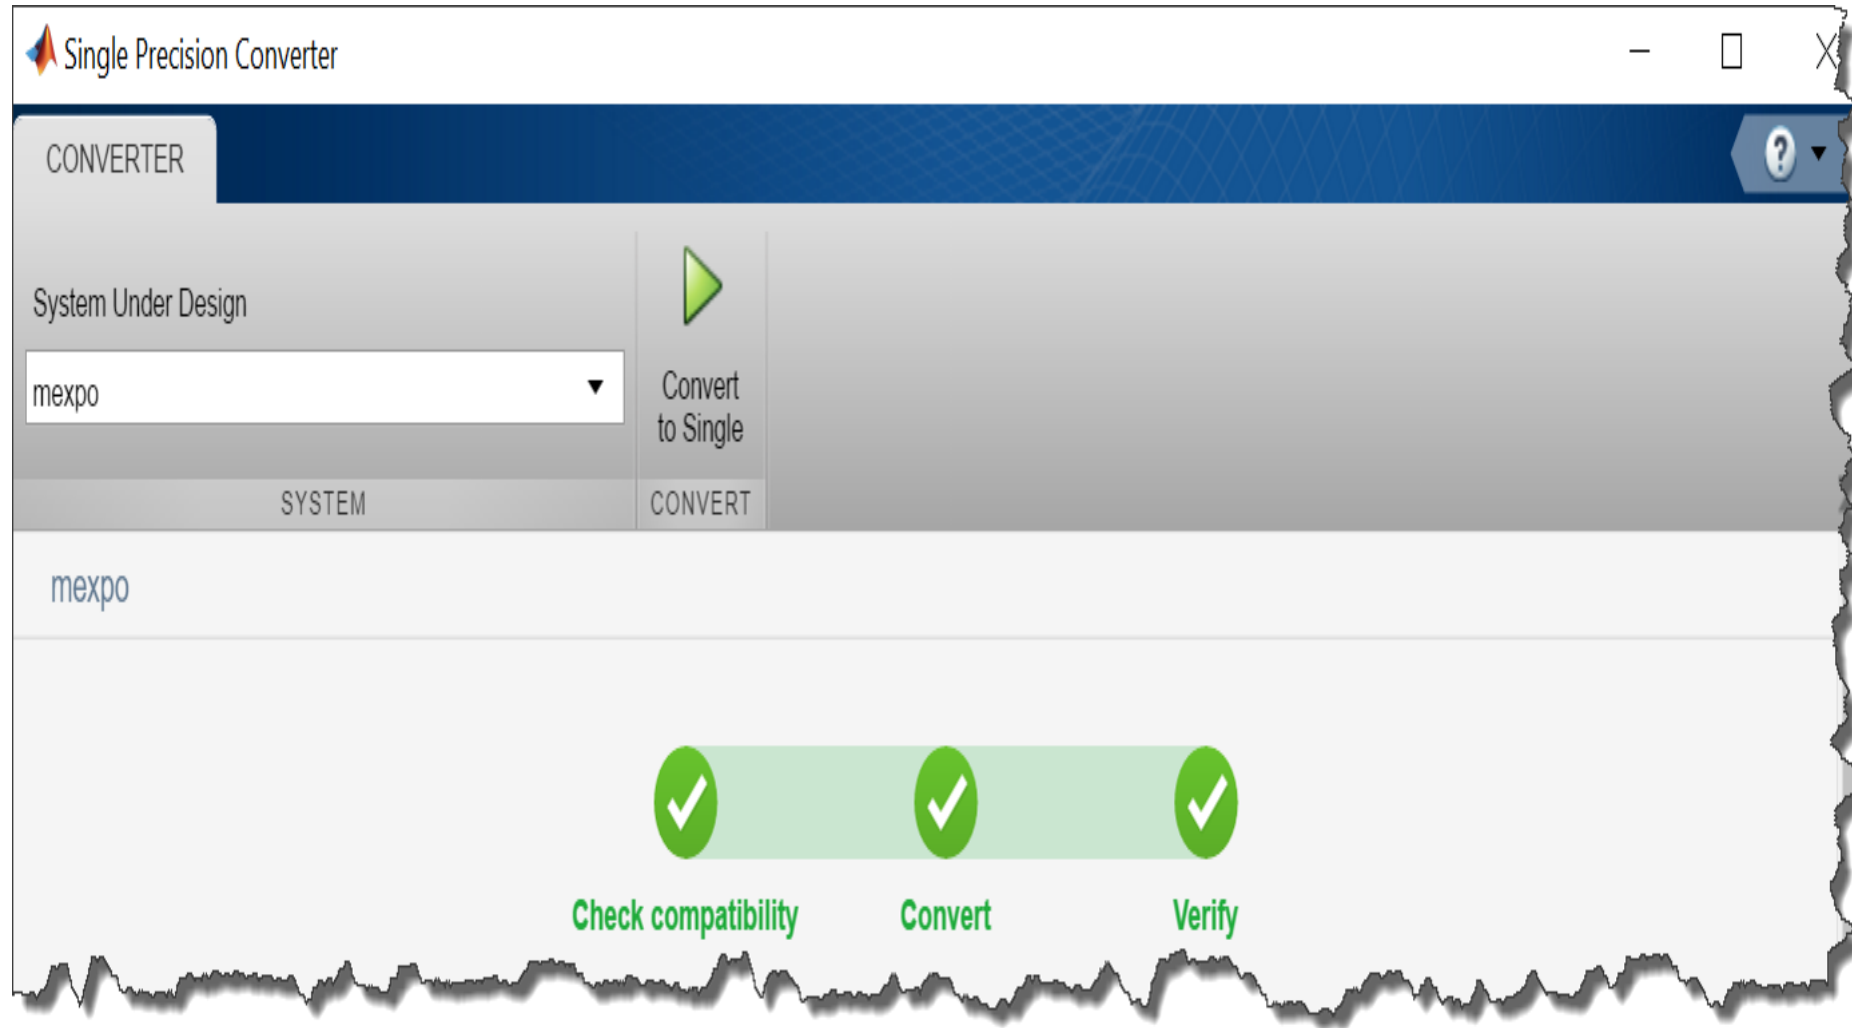 Single Precision Converter
CONVERTER
?
System Under Design
mexpo
Convert
to Single
SYSTEM
CONVERT
mexpo
Check compatibility
Convert
Verify